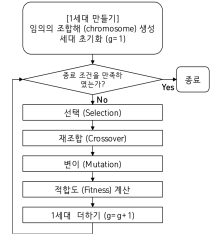 [1세대 만들기]
임의의 조합해 (chromosome) 생성
세대 초기화 (g=1)
종료 조건을 만족하
였는가?
Yes
종료
No
선택 (Selection)
재조합 (Crossover)
변이 (Mutation)
적합도 (Fitness) 계산
1세대 더하기 (g=g+1)